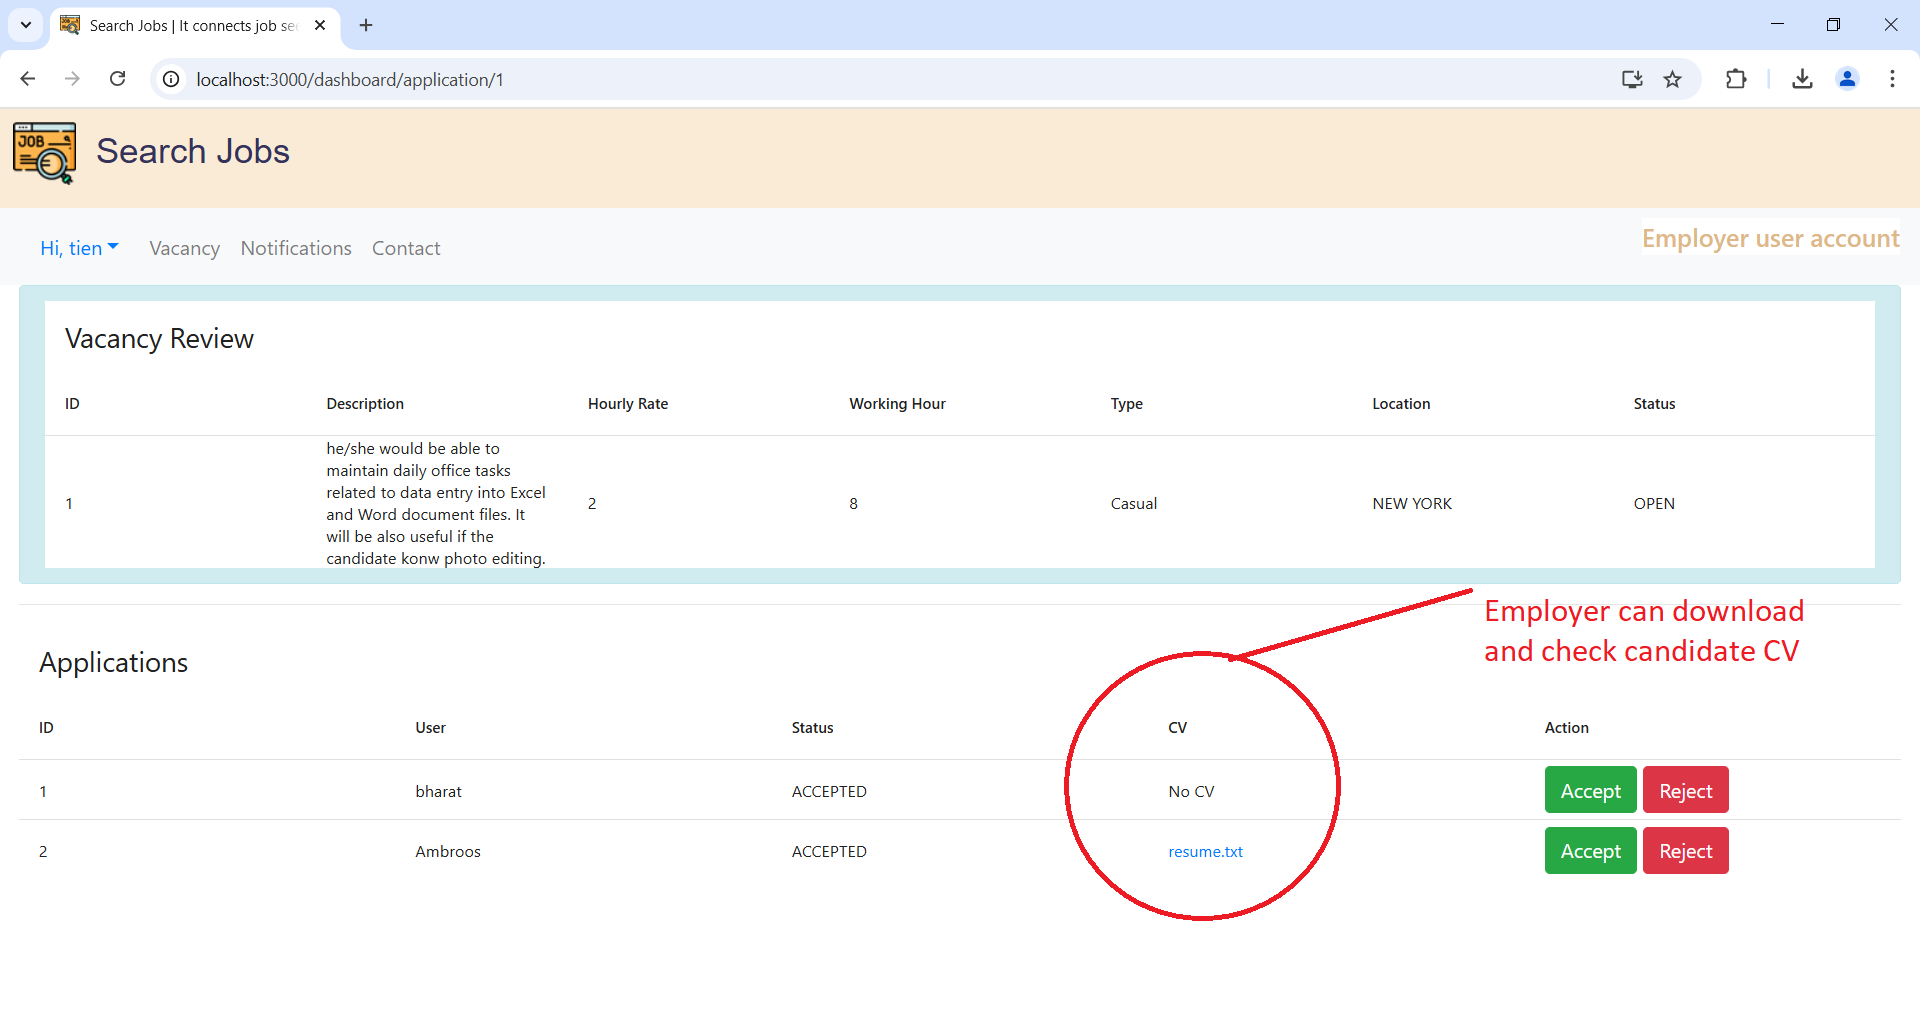 Search Jobs | It connects job see
localhost:3000/dashboard/application/1
JOB
Search Jobs
Hi, tien Vacancy Notifications Contact
Employer user account
Vacancy Review
ID Description Hourly Rate Working Hour Type Location Status
he/she would be able to
maintain daily office tasks
related to data entry into Excel
1 and Word document files. It 2 8 Casual NEW YORK OPEN
will be also useful if the
candidate konw photo editing.
Employer can download
and check candidate CV
Applications
ID User Status CV Action
1 bharat ACCEPTED No CV Accept Reject
2 Ambroos ACCEPTED resume.txt Accept Reject